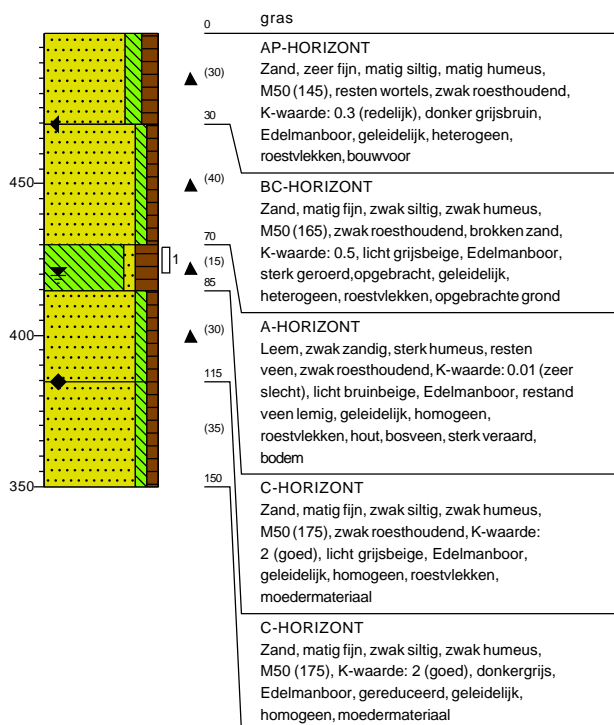 0
gras
AP-HORIZONT
Zand, zeer fijn, matig siltig, matig humeus,
M50 (145), resten wortels, zwak roesthoudend,
K-waarde: 0.3 (redelijk), donker grijsbruin,
Edelmanboor, geleidelijk, heterogeen,
roestvlekken, bouwvoor
(30)
30
BC-HORIZONT
Zand, matig fijn, zwak siltig, zwak humeus,
M50 (165), zwak roesthoudend, brokken zand,
K-waarde: 0.5, licht grijsbeige, Edelmanboor,
sterk geroerd, opgebracht, geleidelijk,
heterogeen, roestvlekken, opgebrachte grond
450
(40)
70
A-HORIZONT
Leem, zwak zandig, sterk humeus, resten
veen, zwak roesthoudend, K-waarde: 0.01 (zeer
slecht), licht bruinbeige, Edelmanboor, restand
veen lemig, geleidelijk, homogeen,
roestvlekken, hout, bosveen, sterk veraard,
bodem
1
(15)
85
C-HORIZONT
Zand, matig fijn, zwak siltig, zwak humeus,
M50 (175), zwak roesthoudend, K-waarde:
2 (goed), licht grijsbeige, Edelmanboor,
geleidelijk, homogeen, roestvlekken,
moedermateriaal
400
(30)
115
C-HORIZONT
Zand, matig fijn, zwak siltig, zwak humeus,
M50 (175), K-waarde: 2 (goed), donkergrijs,
Edelmanboor, gereduceerd, geleidelijk,
homogeen, moedermateriaal
(35)
350
150